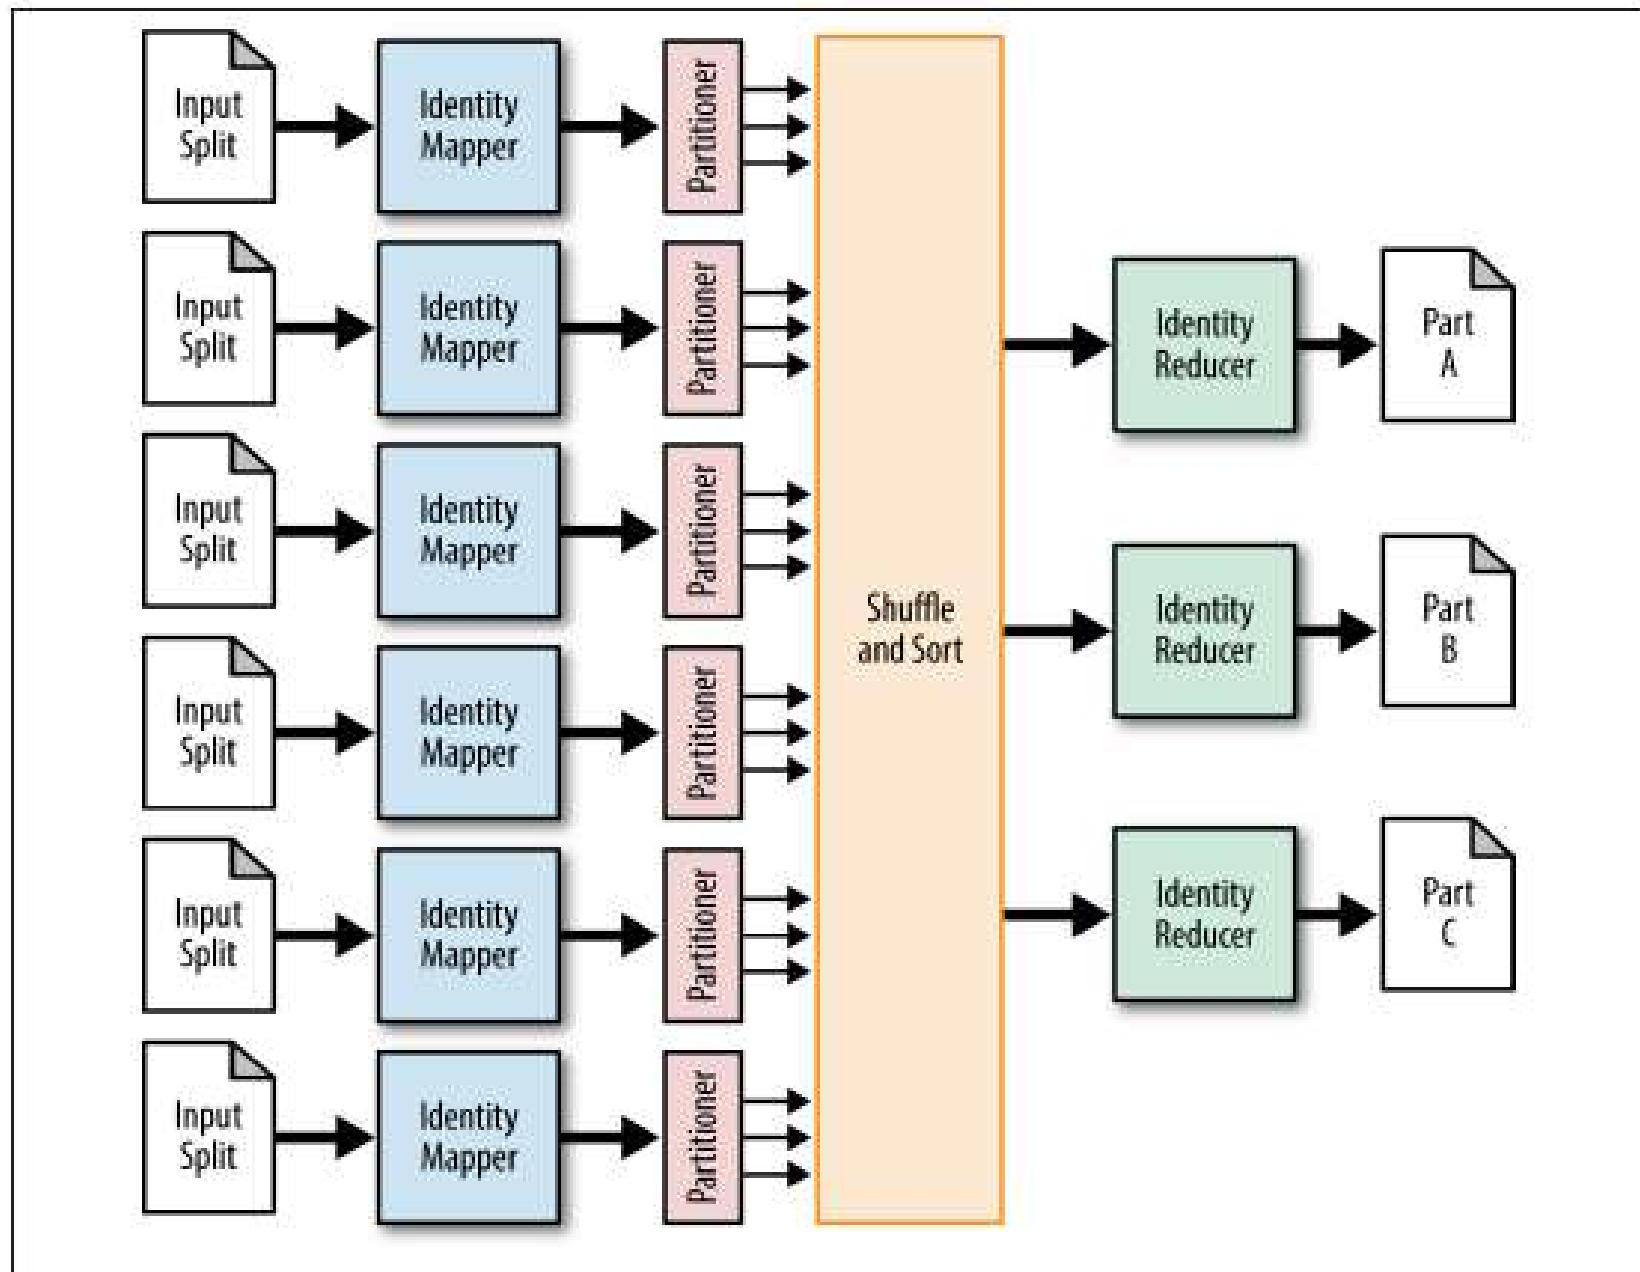 Input
Split
Identity
Mapper
Partitioner
Input
Split
Identity
Mapper
Partitioner
Input
Split
Identity
Mapper
Partitioner
Input
Split
Identity
Mapper
Partitioner
Input
Split
Identity
Mapper
Partitioner
Input
Split
Identity
Mapper
Partitioner
Shuffle
and Sort
Identity
Reducer
Part
A
Identity
Reducer
Part
B
Identity
Reducer
Part
C